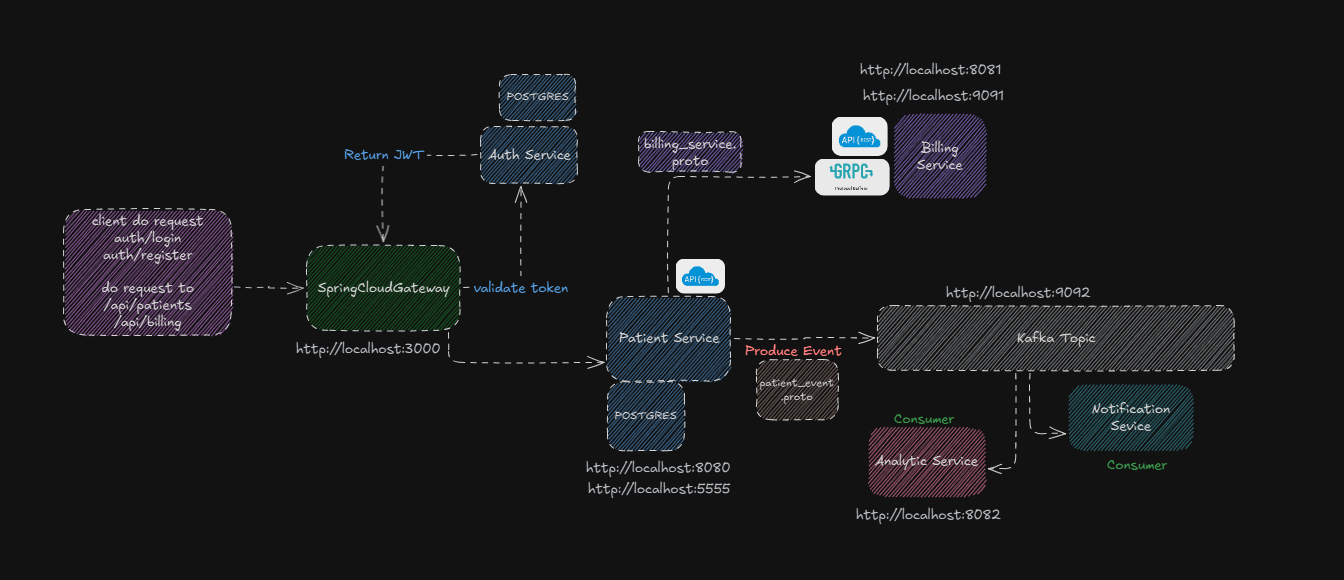 http://localhost:8081
http://localhost:9091
POSTGRES
Auth Service
Return JWT
billing_service.
proto
API {REST}
GRPC
Billing
Service
client do request
auth/login
auth/register
do request to
/api/patients
/api/billing
SpringCloudGateway
validate token
http://localhost:3000
API {REST}
Patient Service
Produce Event
patient_event
.proto
http://localhost:9092
Kafka Topic
POSTGRES
http://localhost:8080
http://localhost:5555
Consumer
Analytic Service
http://localhost:8082
Notification
Sevice
Consumer